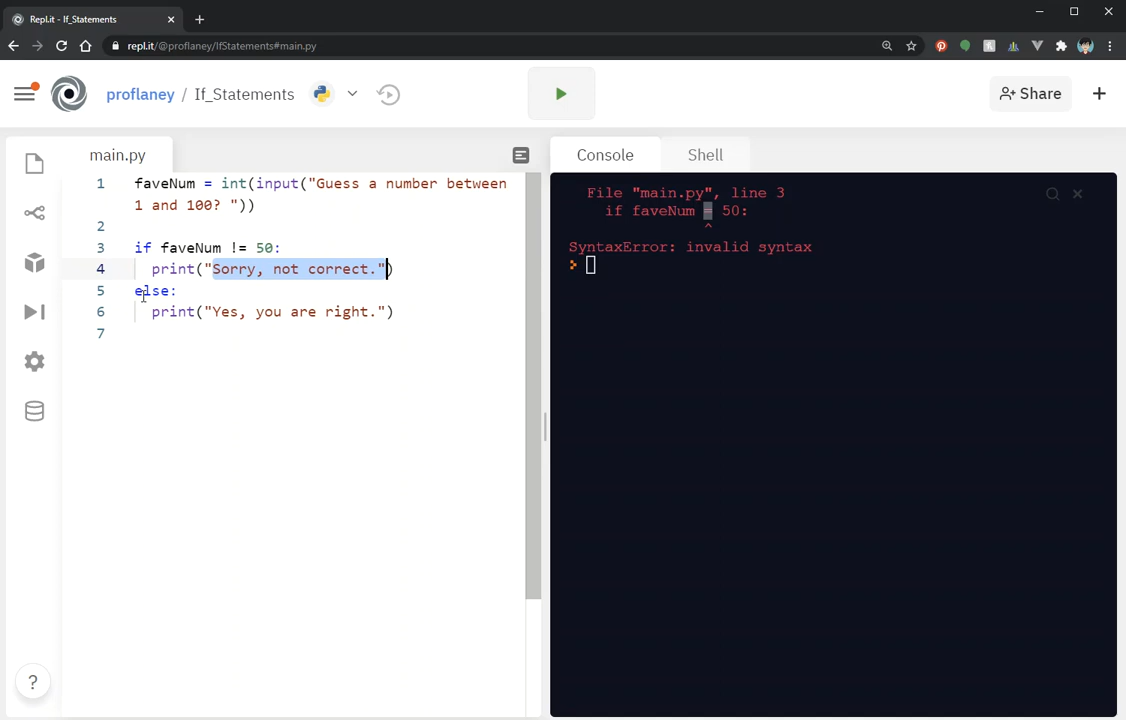 Repl.it - If_Statements
repl.it/@proflaney/IfStatements#main.py
proflaney / If_Statements
Share
main.py
1 faveNum = int(input("Guess a number between
1 and 100? "))
2
3 if faveNum != 50:
4 print("Sorry, not correct.")
5 else:
6 print("Yes, you are right.")
7
?
Console
Shell
File "main.py", line 3
if faveNum = 50:
^
SyntaxError: invalid syntax